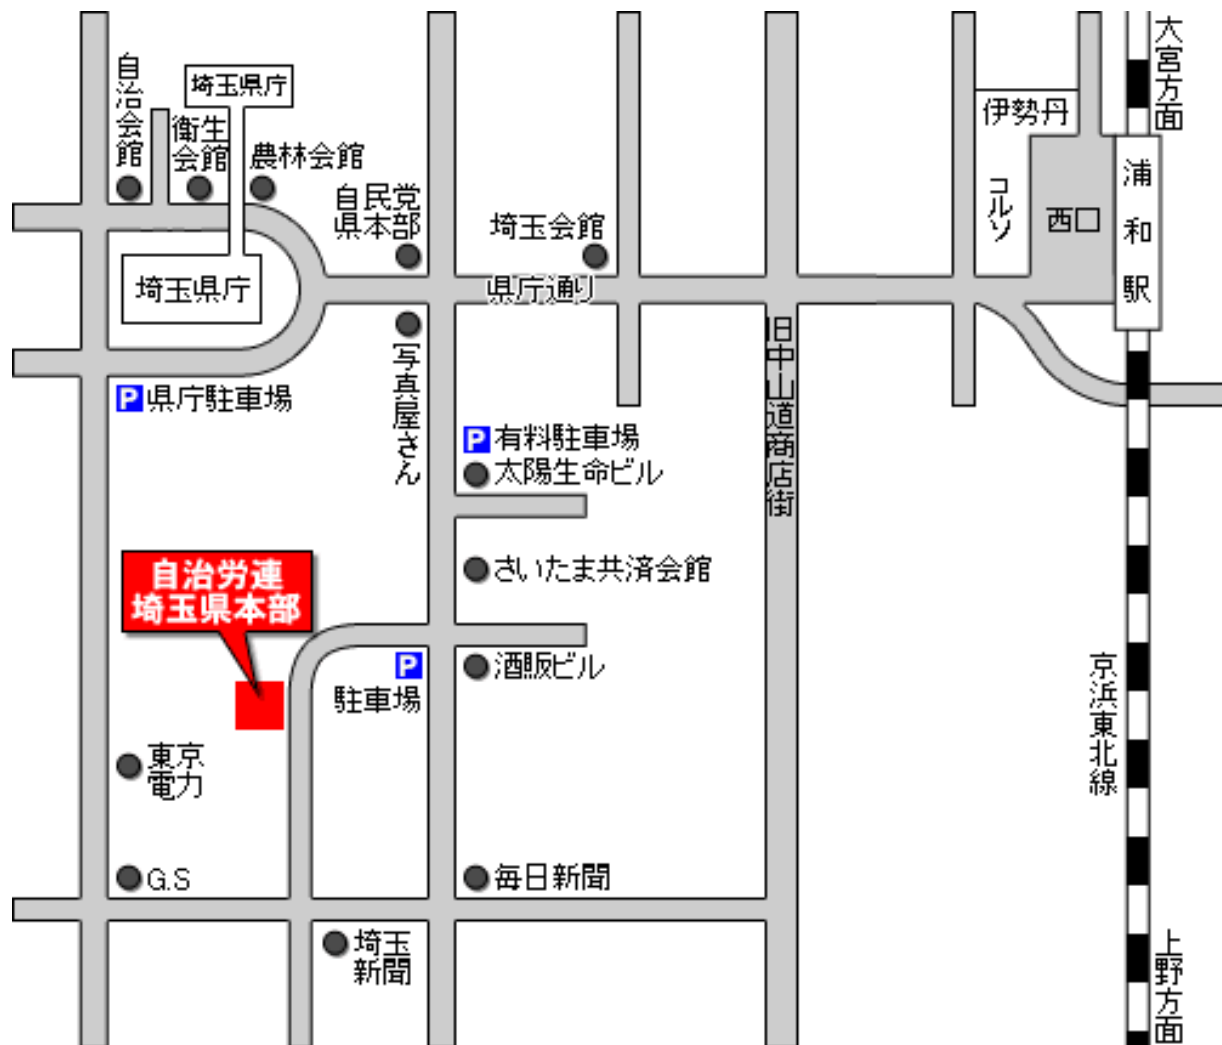 大宮方面
自治会館
埼玉県庁
衛生
会館
農林会館
自民党
県本部
埼玉会館
伊勢丹
コルソ
西口
浦和駅
埼玉県庁
県庁通り
写真屋さん
旧中山道商店街
P 県庁駐車場
P 有料駐車場
太陽生命ビル
さいたま共済会館
自治労連
埼玉県本部
P
駐車場
酒販ビル
京浜東北線
東京
電力
G.S
毎日新聞
埼玉
新聞
上野方面